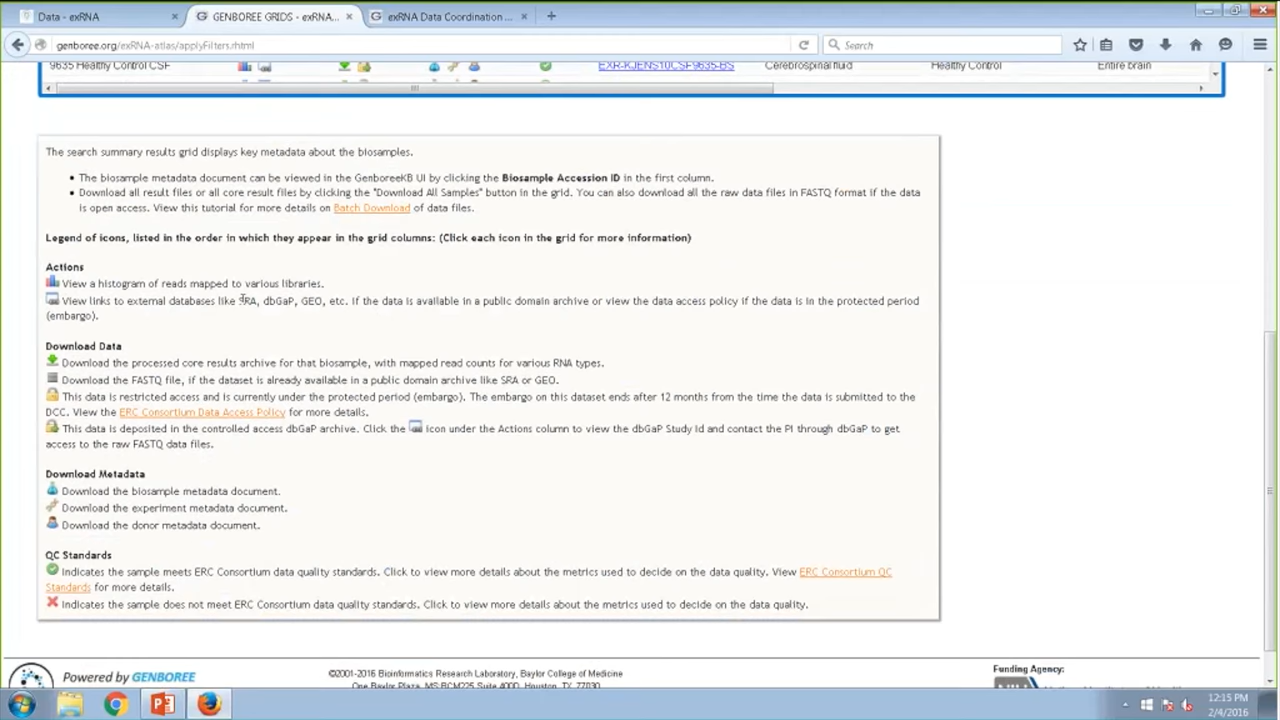 Data - exRNA
GENBOREE GRIDS - exRNA...
exRNA Data Coordination ...
genboree.org/exRNA-atlas/applyFilters.rhtml
Search
9635 Healthy Control CSF
EXR-KJENS10CSF9635-BS
Cerebrospinal fluid
Healthy Control
Entire brain
The search summary results grid displays key metadata about the biosamples.
The biosample metadata document can be viewed in the GenboreeKB UI by clicking the Biosample Accession ID in the first column.
Download all result files or all core result files by clicking the "Download All Samples" button in the grid. You can also download all the raw data files in FASTQ format if the data
is open access. View this tutorial for more details on Batch Download of data files.
Legend of icons, listed in the order in which they appear in the grid columns: (Click each icon in the grid for more information)
Actions
View a histogram of reads mapped to various libraries.
View links to external databases like SRA, dbGaP, GEO, etc. If the data is available in a public domain archive or view the data access policy if the data is in the protected period
(embargo).
Download Data
Download the processed core results archive for that biosample, with mapped read counts for various RNA types.
Download the FASTQ file, if the dataset is already available in a public domain archive like SRA or GEO.
This data is restricted access and is currently under the protected period (embargo). The embargo on this dataset ends after 12 months from the time the data is submitted to the
DCC. View the ERC Consortium Data Access Policy for more details.
This data is deposited in the controlled access dbGaP archive. Click the icon under the Actions column to view the dbGaP Study Id and contact the PI through dbGaP to get
access to the raw FASTQ data files.
Download Metadata
Download the biosample metadata document.
Download the experiment metadata document.
Download the donor metadata document.
QC Standards
Indicates the sample meets ERC Consortium data quality standards. Click to view more details about the metrics used to decide on the data quality. View ERC Consortium QC
Standards for more details.
Indicates the sample does not meet ERC Consortium data quality standards. Click to view more details about the metrics used to decide on the data quality.
Powered by GENBOREE
©2001-2016 Bioinformatics Research Laboratory, Baylor College of Medicine
One Baylor Plaza, MS:BCM225 Suite 400D, Houston, TX, 77030
Funding Agency:
12:15 PM
2/4/2016